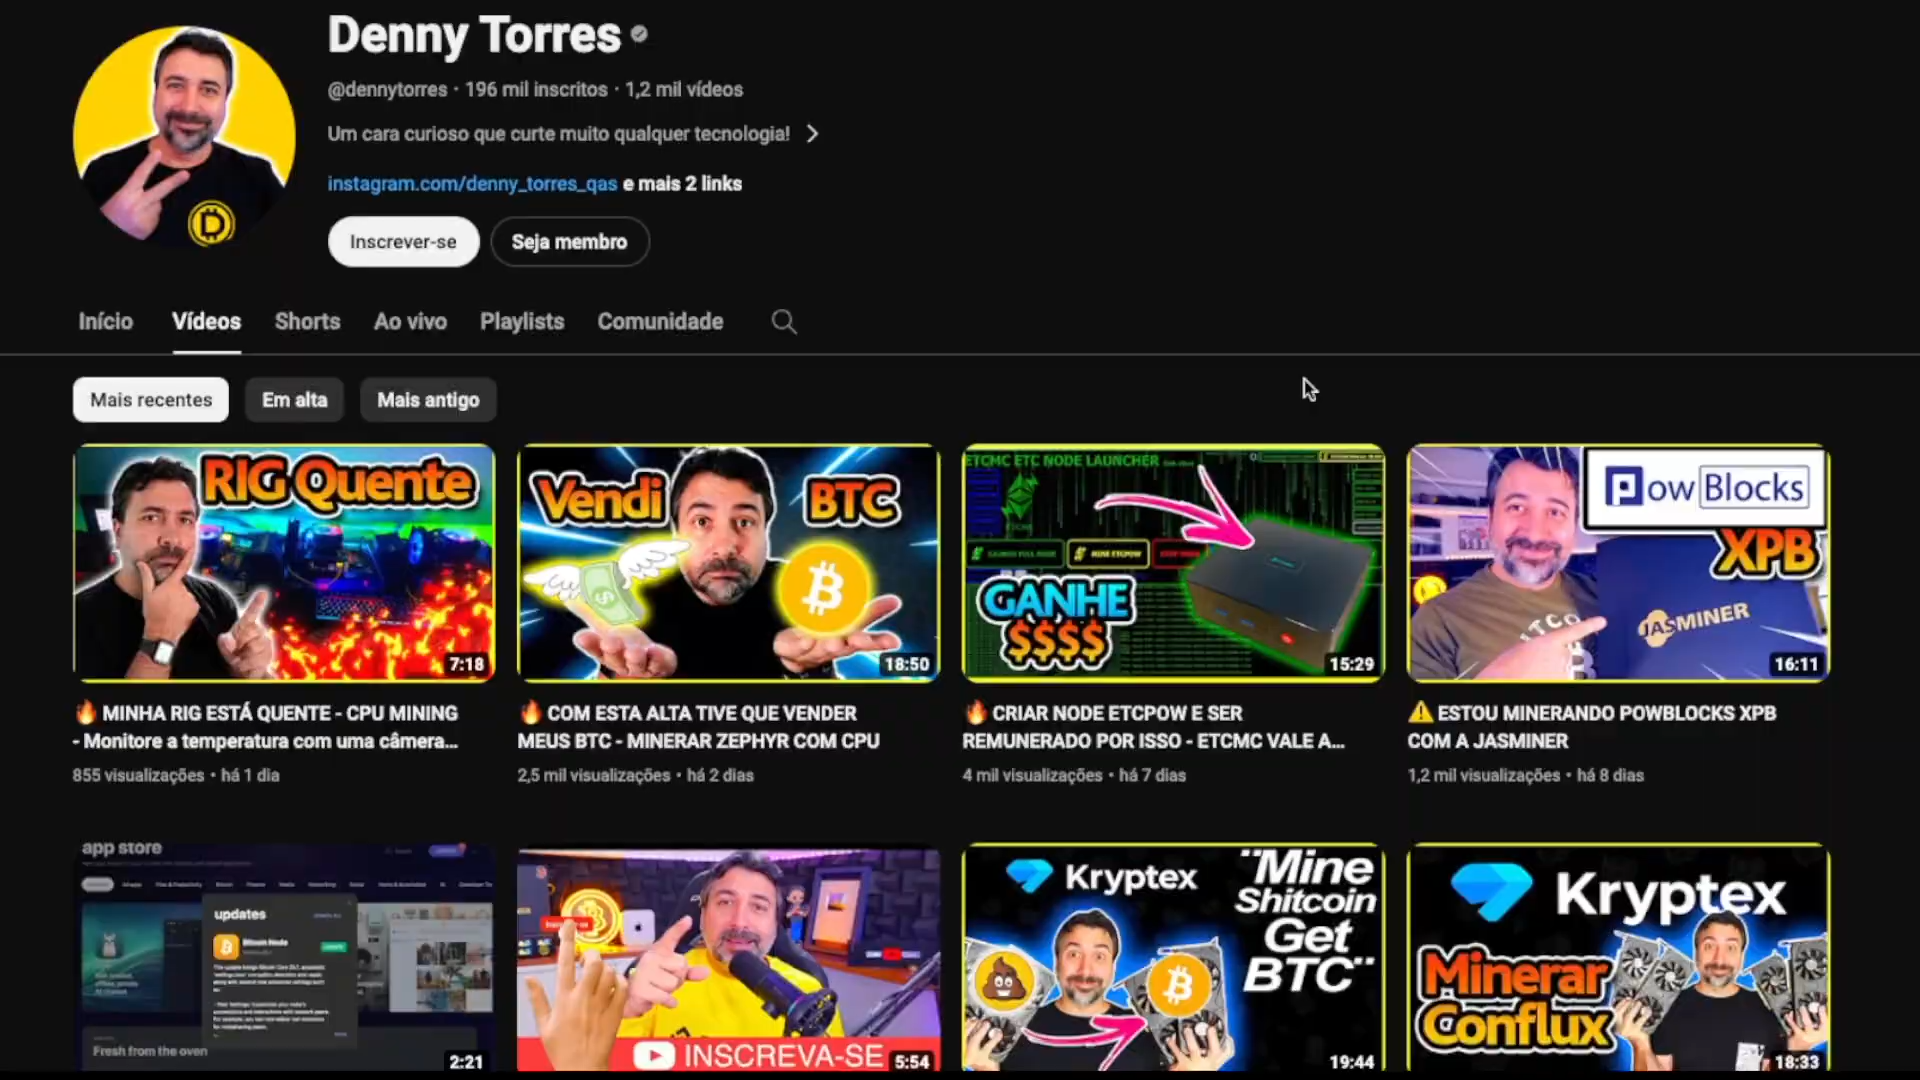 Denny Torres
@dennytorres · 196 mil inscritos · 1,2 mil vídeos
Um cara curioso que curte muito qualquer tecnologia!
instagram.com/denny_torres_qas e mais 2 links
Inscrever-se
Seja membro
Início
Vídeos
Shorts
Ao vivo
Playlists
Comunidade
Mais recentes
Em alta
Mais antigo
RIG Quente
7:18
Vendi
BTC
18:50
ETCMC ETC NODE LAUNCHER
GANHE
$$$$
15:29
PowBlocks
XPB
JASMINER
16:11
🔥 MINHA RIG ESTÁ QUENTE - CPU MINING
- Monitore a temperatura com uma câmera...
855 visualizações · há 1 dia
🔥 COM ESTA ALTA TIVE QUE VENDER
MEUS BTC - MINERAR ZEPHYR COM CPU
2,5 mil visualizações · há 2 dias
🔥 CRIAR NODE ETCPOW E SER
REMUNERADO POR ISSO - ETCMC VALE A...
4 mil visualizações · há 7 dias
⚠️ ESTOU MINERANDO POWBLOCKS XPB
COM A JASMINER
1,2 mil visualizações · há 8 dias
app store
updates
Bitcoin Node
Fresh from the oven
2:21
INSCREVA-SE
5:54
Kryptex
"Mine
Shitcoin
Get
BTC"
19:44
Kryptex
Minerar
Conflux
18:33